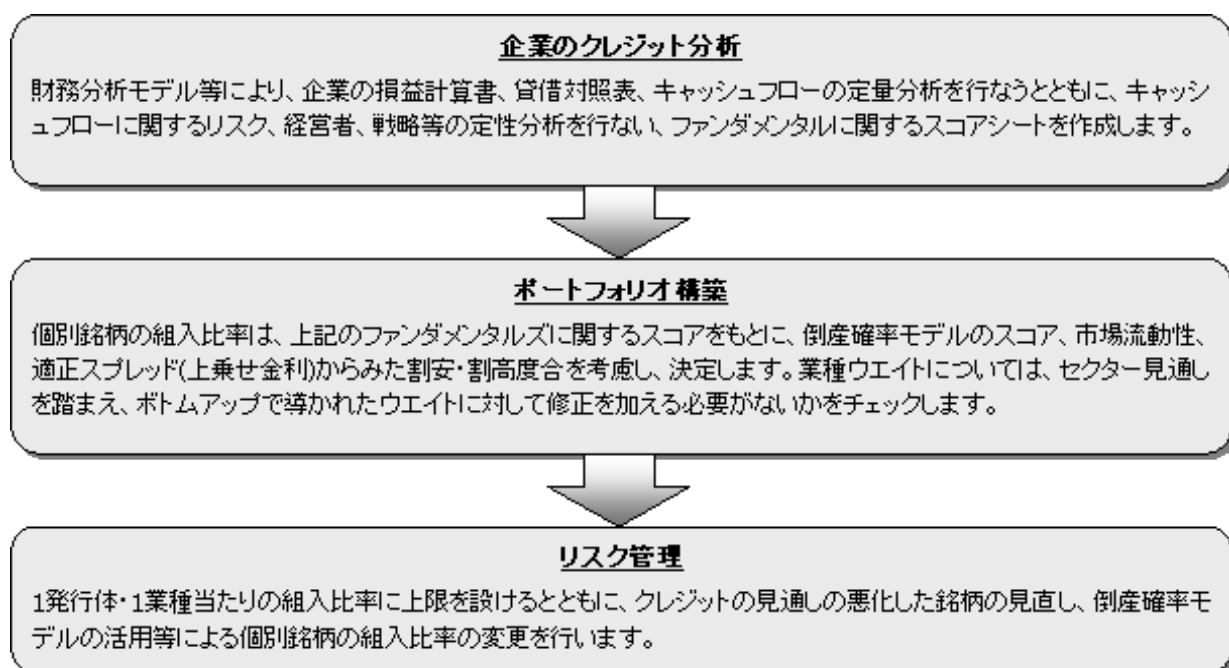 企業のクレジット分析
財務分析モデル等により、企業の損益計算書、貸借対照表、キャッシュフローの定量分析を行なうとともに、キャッシ
ュフローに関するリスク、経営者、戦略等の定性分析を行ない、ファンダメンタルに関するスコアシートを作成します。
ポートフォリオ構築
個別銘柄の組入比率は、上記のファンダメンタルズに関するスコアをもとに、倒産確率モデルのスコア、市場流動性、
適正スプレッド(上乗せ金利)からみた割安・割高度合を考慮し、決定します。業種ウエイトについては、セクター見通し
を踏まえ、ボトムアップで導かれたウエイトに対して修正を加える必要がないかをチェックします。
リスク管理
1発行体・1業種当たりの組入比率に上限を設けるとともに、クレジットの見通しの悪化した銘柄の見直し、倒産確率モ
デルの活用等による個別銘柄の組入比率の変更を行います。